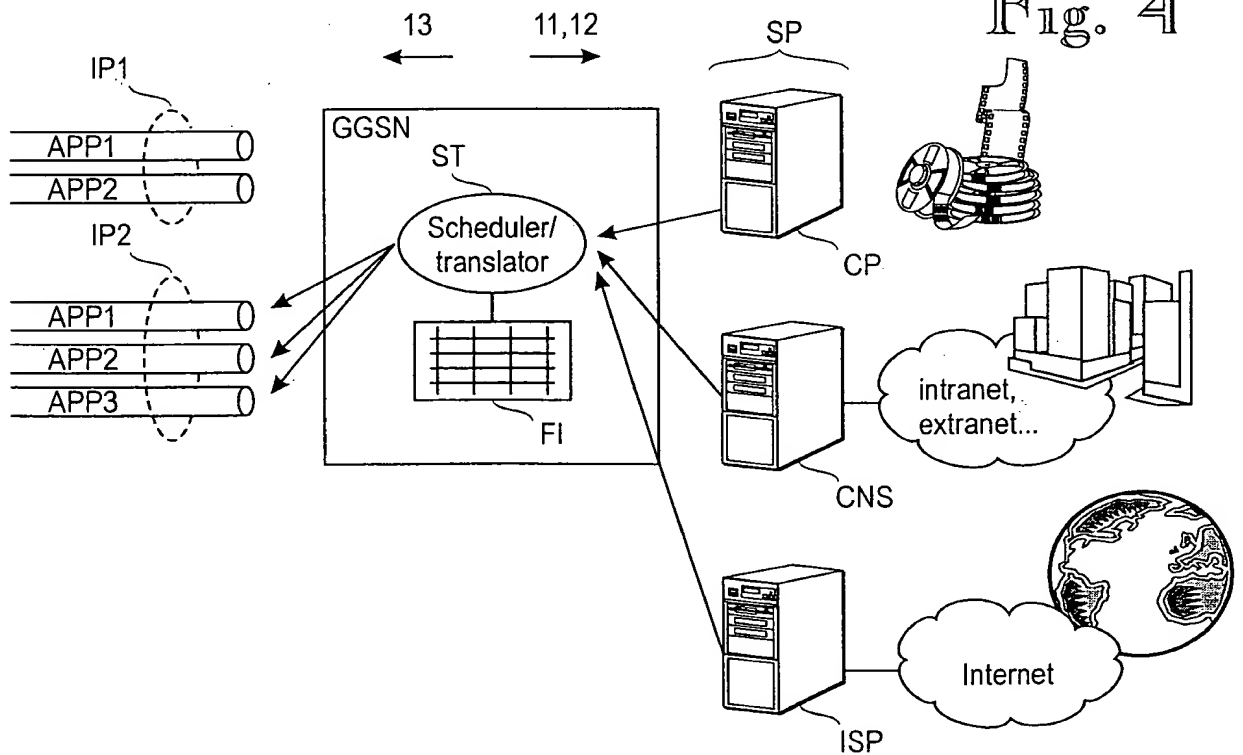 Fig. 4
13
11,12
SP
IP1
GGSN
APP1
APP2
ST
Scheduler/
translator
CP
IP2
APP1
APP2
APP3
FI
intranet,
extranet...
CNS
Internet
ISP